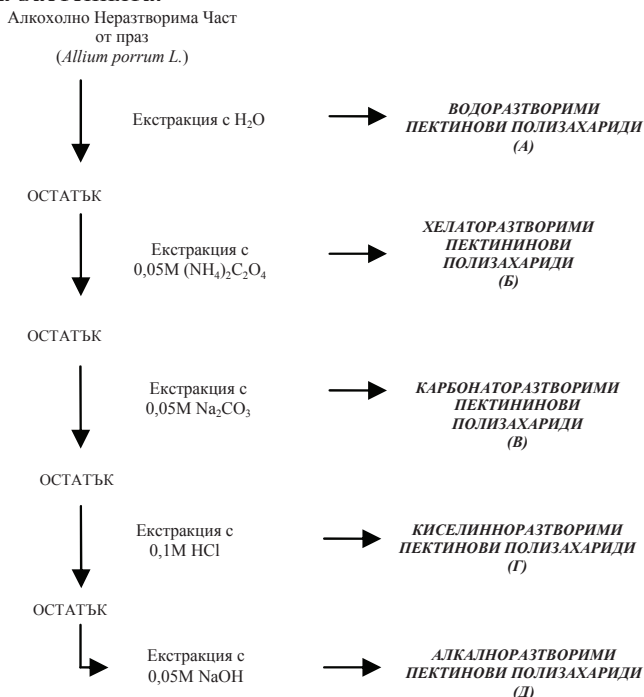 Алкохолно Неразтворима Част
от праз
(Allium porrum L.)
Екстракция с H₂O
ВОДОРАЗТВОРИМИ
ПЕКТИНОВИ ПОЛИЗАХАРИДИ
(А)
ОСТАТЪК
Екстракция с
0,05M (NH₄)₂C₂O₄
ХЕЛАТОРАЗТВОРИМИ
ПЕКТИНИНОВИ
ПОЛИЗАХАРИДИ
(Б)
ОСТАТЪК
Екстракция с
0,05M Na₂CO₃
КАРБОНАТОРАЗТВОРИМИ
ПЕКТИНИНОВИ
ПОЛИЗАХАРИДИ
(В)
ОСТАТЪК
Екстракция с
0,1M HCl
КИСЕЛИННОРАЗТВОРИМИ
ПЕКТИНОВИ ПОЛИЗАХАРИДИ
(Г)
ОСТАТЪК
Екстракция с
0,05M NaOH
АЛКАЛНОРАЗТВОРИМИ
ПЕКТИНОВИ ПОЛИЗАХАРИДИ
(Д)